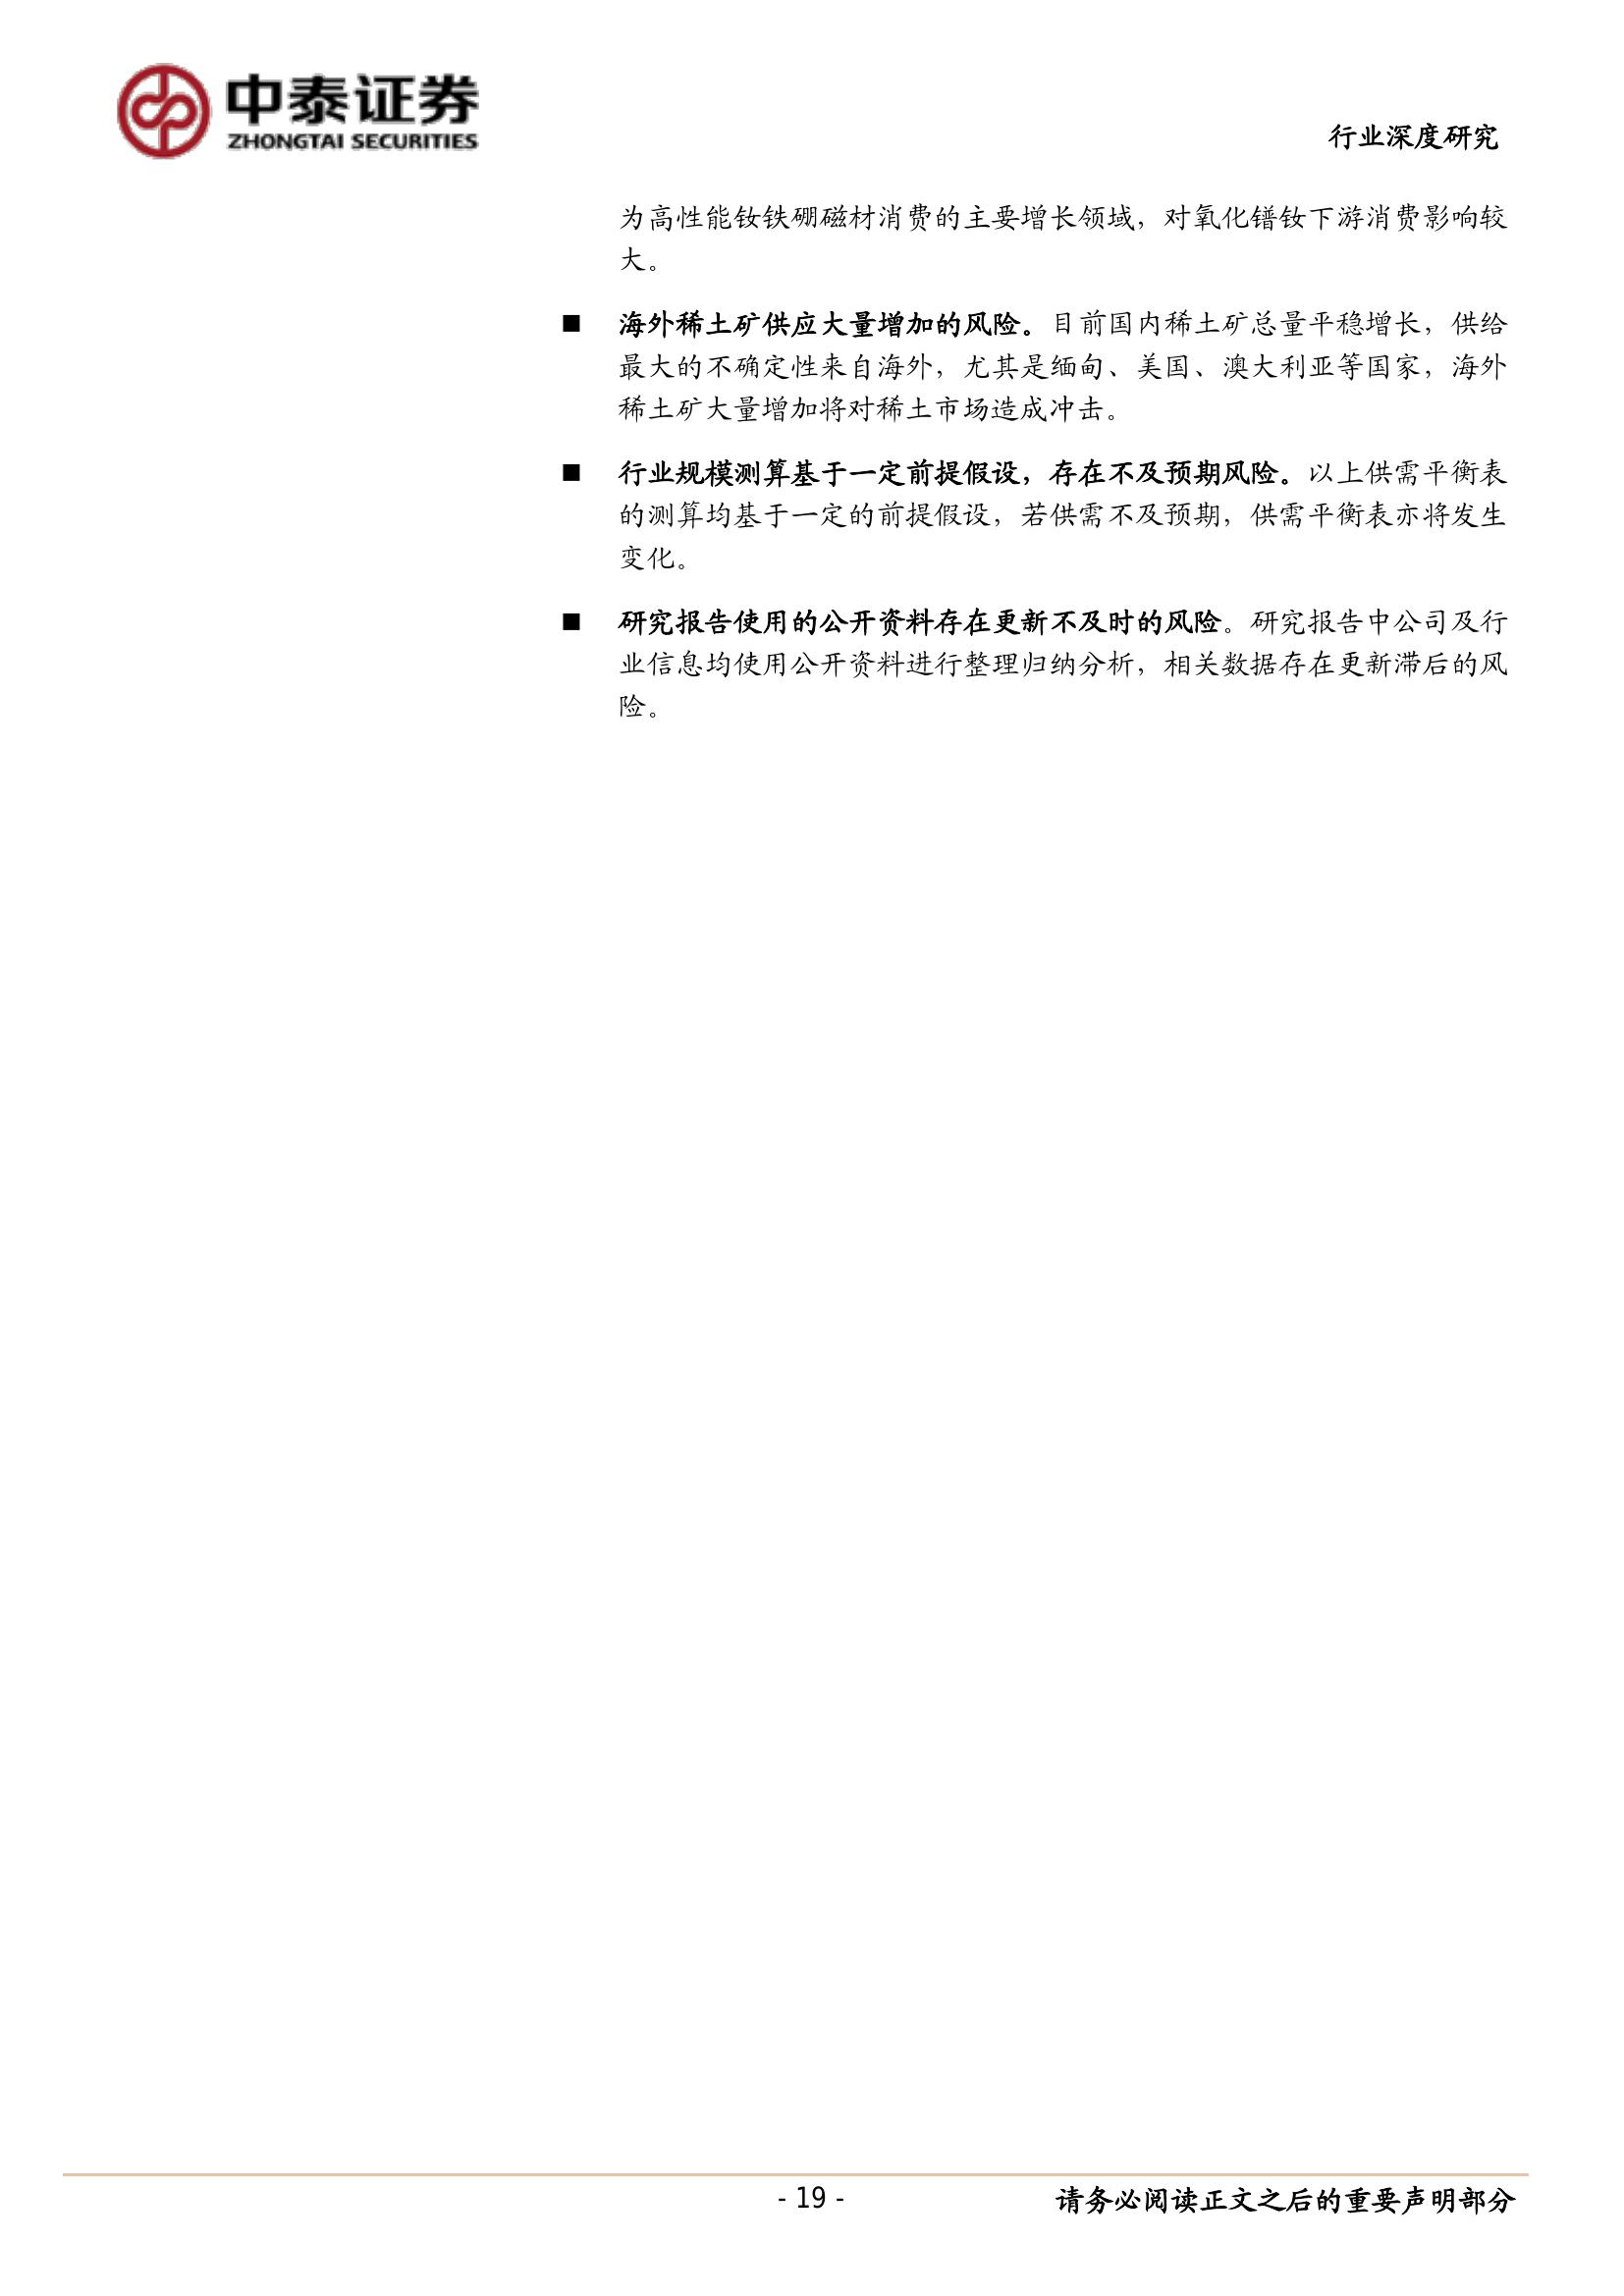 中泰证券
ZHONGTAI SECURITIES
行业深度研究
为高性能钕铁硼磁材消费的主要增长领域，对氧化镨钕下游消费影响较
大。
■ 海外稀土矿供应大量增加的风险。目前国内稀土矿总量平稳增长，供给
最大的不确定性来自海外，尤其是缅甸、美国、澳大利亚等国家，海外
稀土矿大量增加将对稀土市场造成冲击。
■ 行业规模测算基于一定前提假设，存在不及预期风险。以上供需平衡表
的测算均基于一定的前提假设，若供需不及预期，供需平衡表亦将发生
变化。
■ 研究报告使用的公开资料存在更新不及时的风险。研究报告中公司及行
业信息均使用公开资料进行整理归纳分析，相关数据存在更新滞后的风
险。
- 19 -
请务必阅读正文之后的重要声明部分